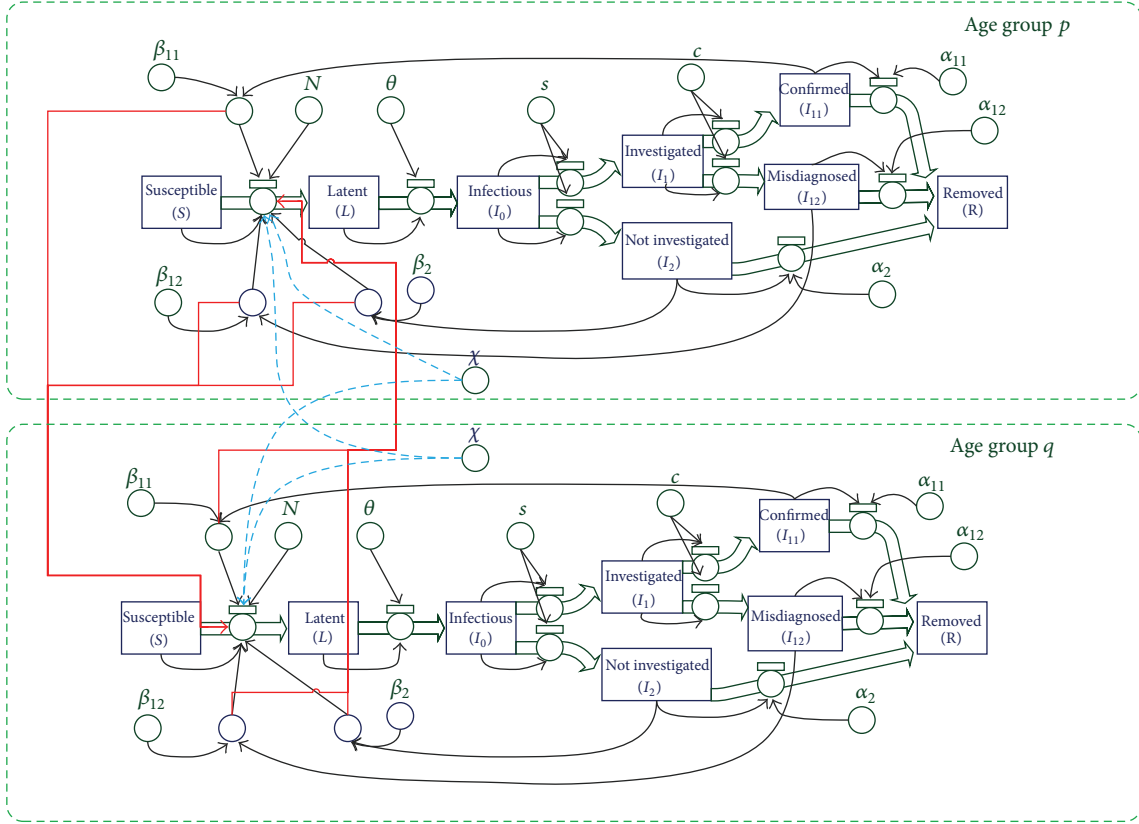 Age group p
β11
N
θ
s
c
α11
α12
Confirmed
(I11)
Investigated
(I1)
Susceptible
(S)
Latent
(L)
Infectious
(I0)
Misdiagnosed
(I12)
Removed
(R)
Not investigated
(I2)
β12
β2
α2
χ
Age group q
χ
β11
N
θ
s
c
α11
α12
Confirmed
(I11)
Investigated
(I1)
Susceptible
(S)
Latent
(L)
Infectious
(I0)
Misdiagnosed
(I12)
Removed
(R)
Not investigated
(I2)
β12
β2
α2